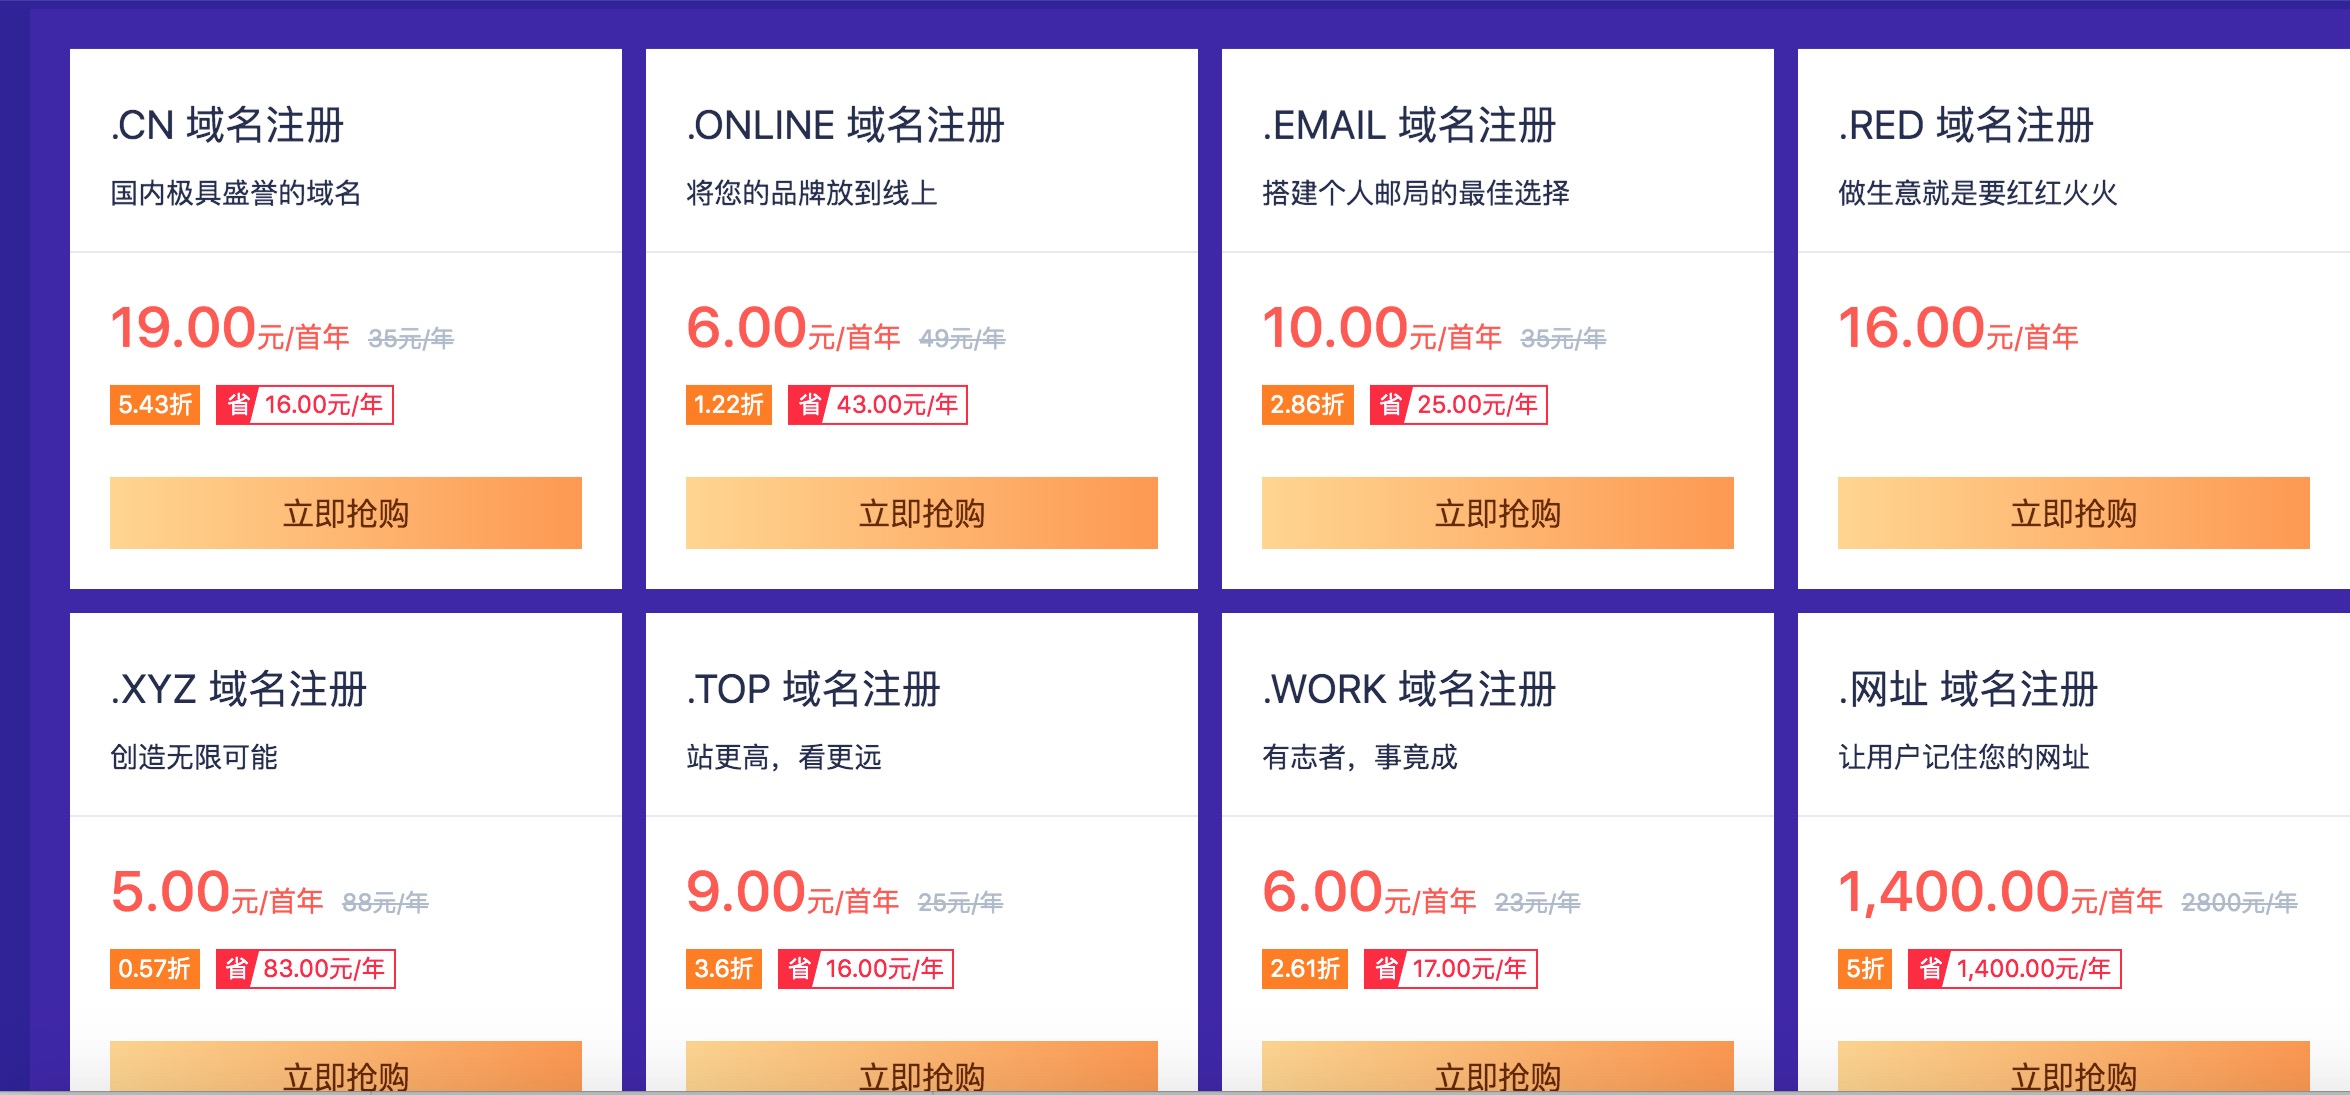 .CN 域名注册
国内极具盛誉的域名
19.00元/首年 35元/年
5.43折 省 16.00元/年
立即抢购
.ONLINE 域名注册
将您的品牌放到线上
6.00元/首年 49元/年
1.22折 省 43.00元/年
立即抢购
.EMAIL 域名注册
搭建个人邮局的最佳选择
10.00元/首年 35元/年
2.86折 省 25.00元/年
立即抢购
.RED 域名注册
做生意就是要红红火火
16.00元/首年
立即抢购
.XYZ 域名注册
创造无限可能
5.00元/首年 88元/年
0.57折 省 83.00元/年
立即抢购
.TOP 域名注册
站更高，看更远
9.00元/首年 25元/年
3.6折 省 16.00元/年
立即抢购
.WORK 域名注册
有志者，事竟成
6.00元/首年 23元/年
2.61折 省 17.00元/年
立即抢购
.网址 域名注册
让用户记住您的网址
1,400.00元/首年 2800元/年
5折 省 1,400.00元/年
立即抢购